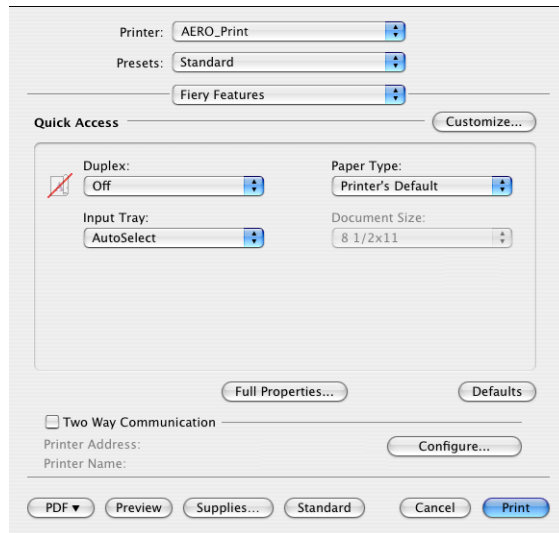 Printer: AERO_Print
Presets: Standard
Fiery Features
Quick Access Customize...
Duplex: Paper Type:
Off Printer's Default
Input Tray: Document Size:
AutoSelect 8 1/2x11
Full Properties... Defaults
Two Way Communication
Printer Address: Configure...
Printer Name:
PDF ▼ Preview Supplies... Standard Cancel Print